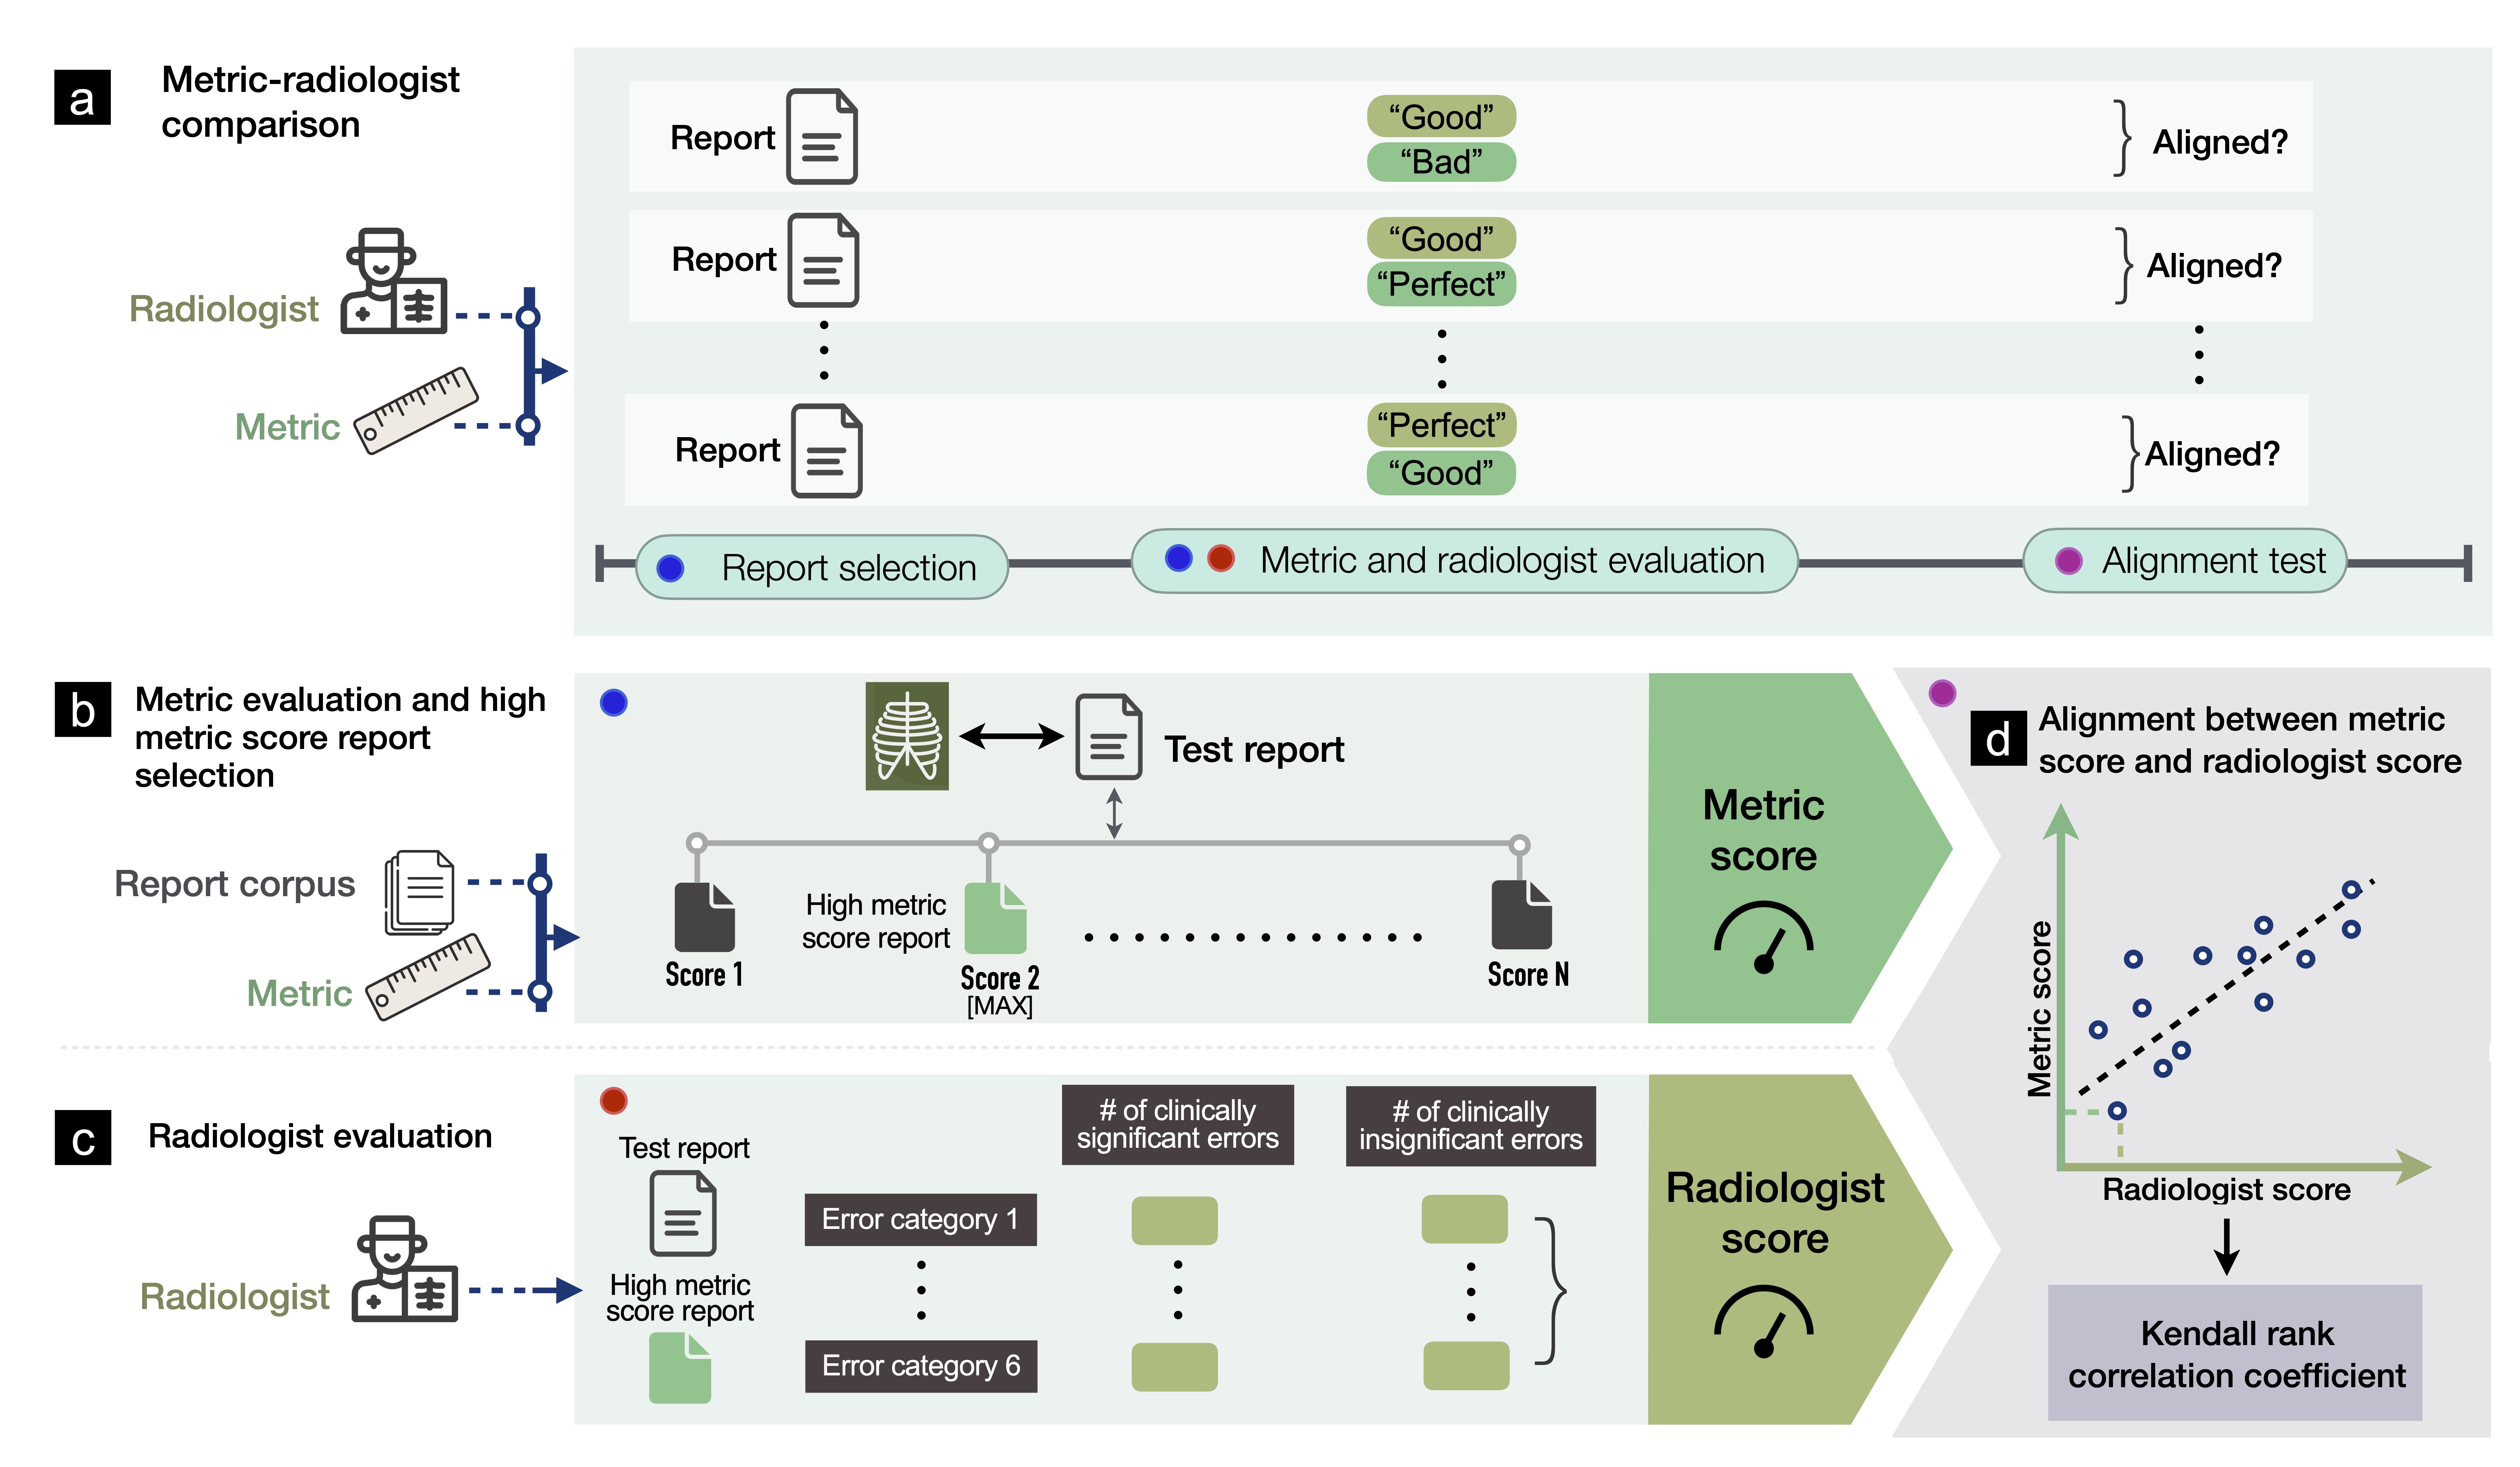 a
Metric-radiologist
comparison
Radiologist
Metric
Report
“Good”
“Bad”
Aligned?
Report
“Good”
“Perfect”
Aligned?
Report
“Perfect”
“Good”
Aligned?
Report selection
Metric and radiologist evaluation
Alignment test
b
Metric evaluation and high
metric score report
selection
Report corpus
Metric
Test report
High metric
score report
Score 1
Score 2
[MAX]
Score N
Metric
score
c
Radiologist evaluation
Radiologist
Test report
High metric
score report
# of clinically
significant errors
# of clinically
insignificant errors
Error category 1
Error category 6
Radiologist
score
d
Alignment between metric
score and radiologist score
Metric score
Radiologist score
Kendall rank
correlation coefficient